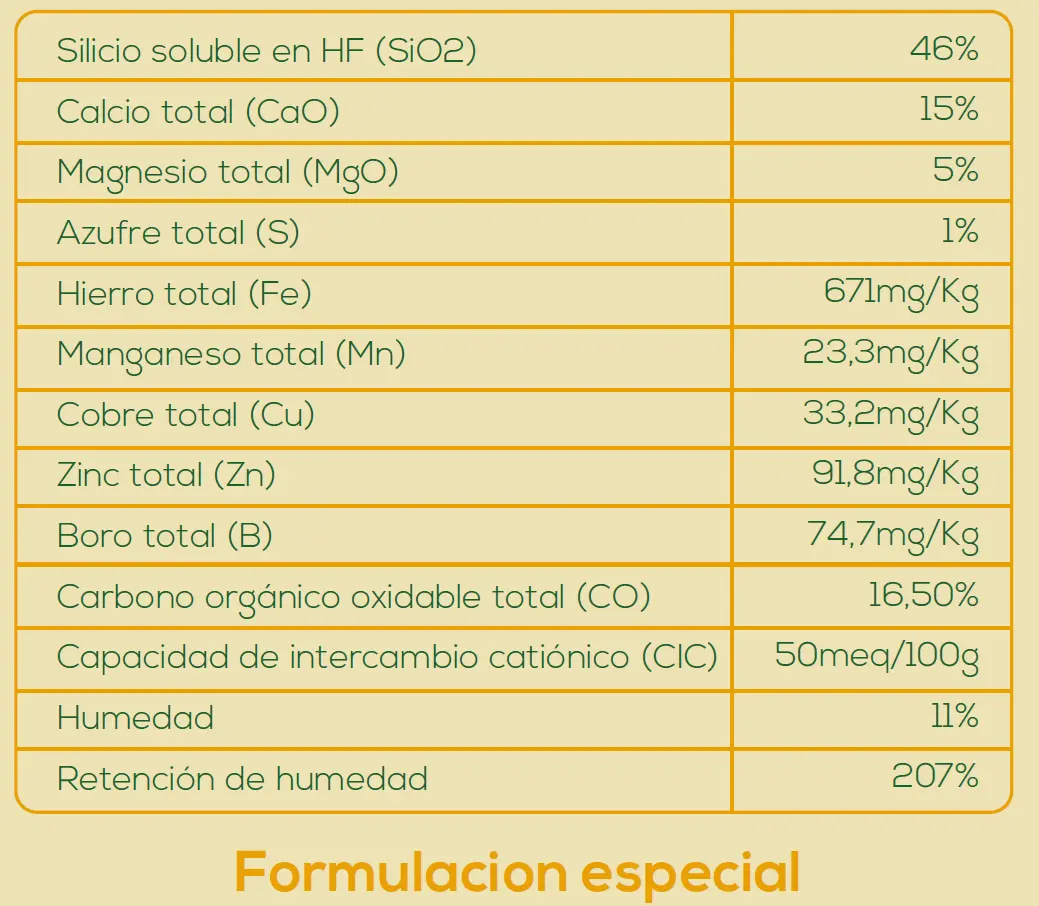 Silicio soluble en HF (SiO2) 46%
Calcio total (CaO) 15%
Magnesio total (MgO) 5%
Azufre total (S) 1%
Hierro total (Fe) 671mg/Kg
Manganeso total (Mn) 23,3mg/Kg
Cobre total (Cu) 33,2mg/Kg
Zinc total (Zn) 91,8mg/Kg
Boro total (B) 74,7mg/Kg
Carbono orgánico oxidable total (CO) 16,50%
Capacidad de intercambio catiónico (CIC) 50meq/100g
Humedad 11%
Retención de humedad 207%
Formulacion especial